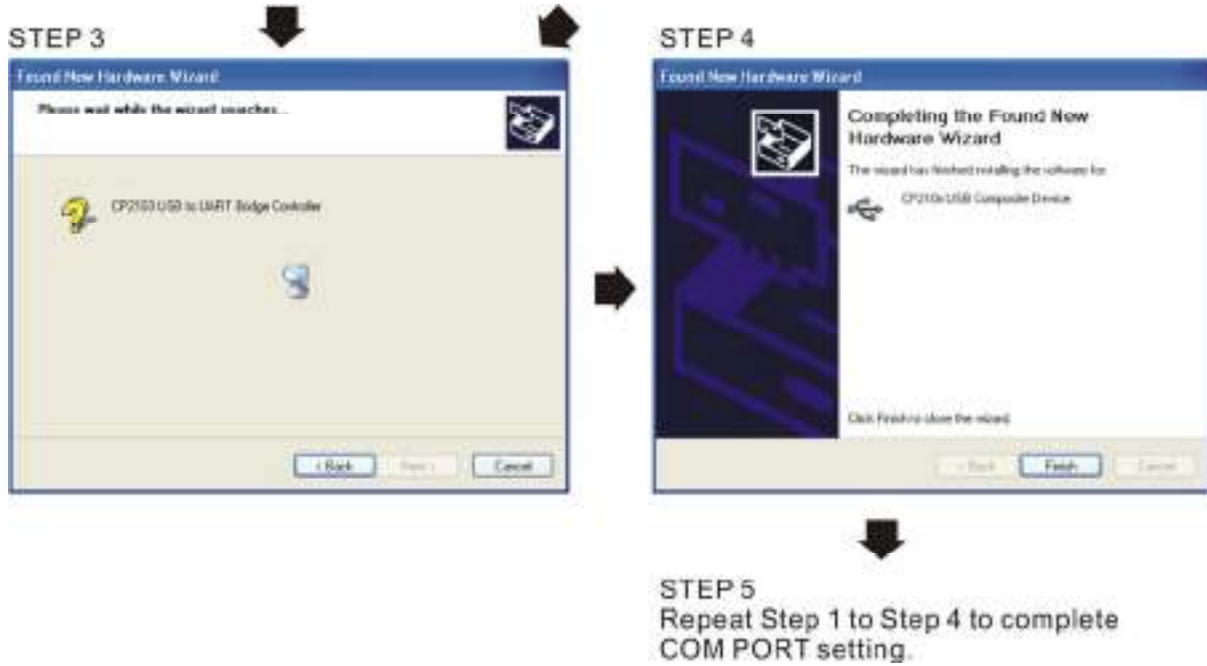 STEP 3
Found New Hardware Wizard
Please wait while the wizard searches...
CP2103 USB to UART Bridge Controller
< Back
Next >
Cancel
STEP 4
Found New Hardware Wizard
Completing the Found New
Hardware Wizard
The wizard has finished installing the software for:
CP210x USB Composite Device
Click Finish to close the wizard.
< Back
Finish
Cancel
STEP 5
Repeat Step 1 to Step 4 to complete
COM PORT setting.